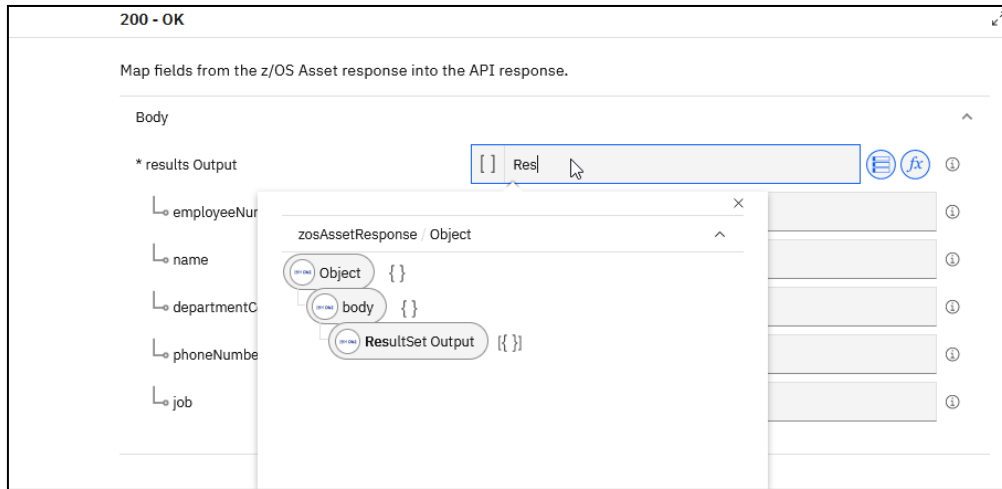 200 - OK
Map fields from the z/OS Asset response into the API response.
Body
* results Output
[ ] Res
fx
employeeNu
zosAssetResponse / Object
name
Object { }
departmentC
body { }
phoneNumbe
ResultSet Output [{ }]
job